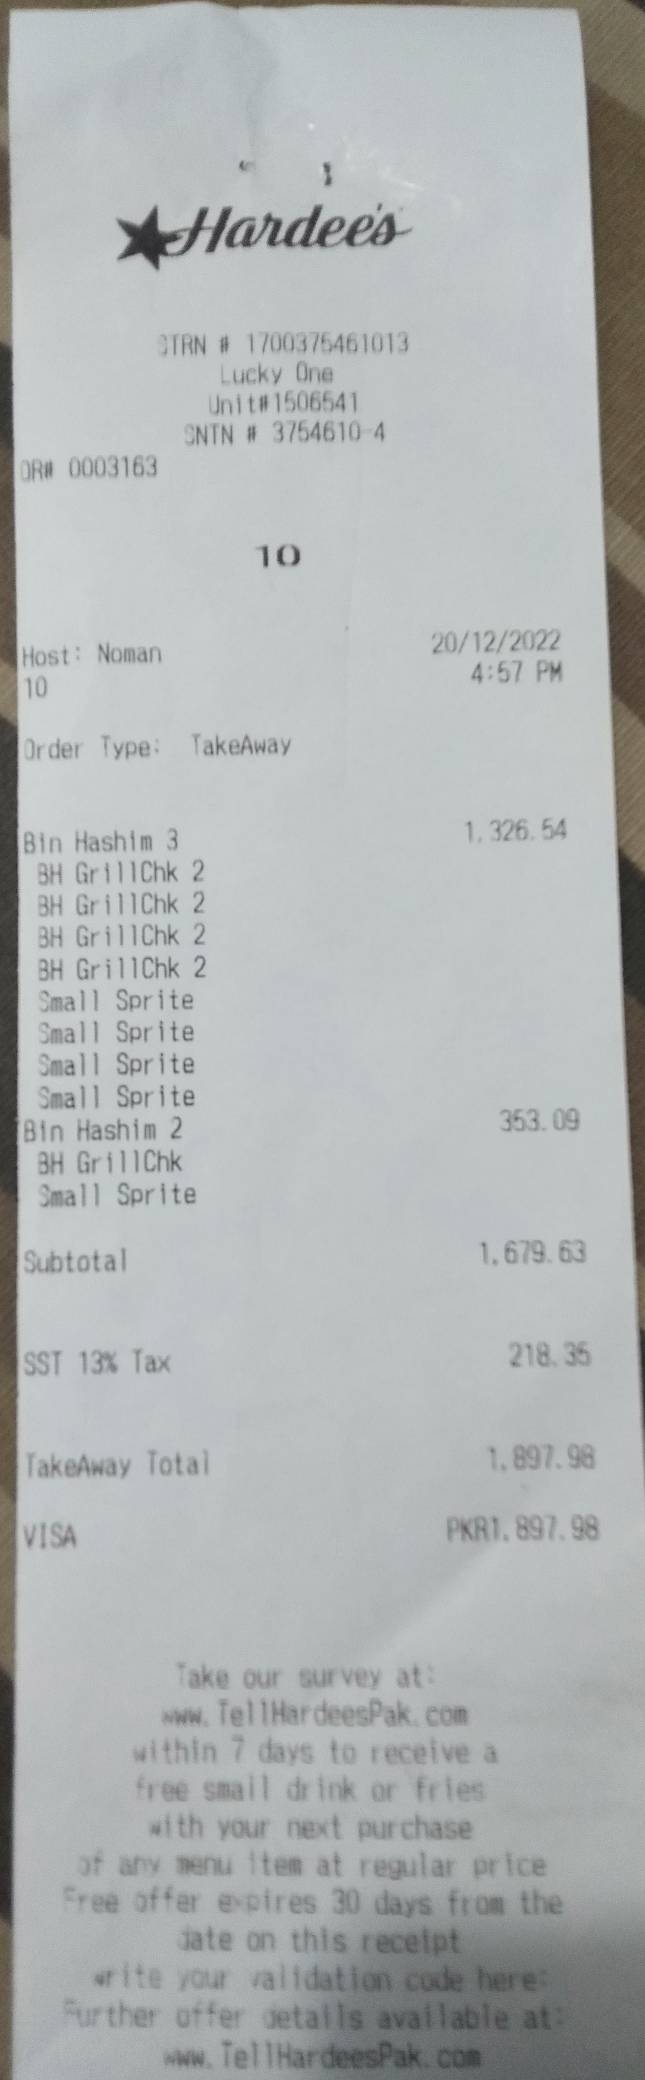 Hardee's
STRN # 1700375461013
Lucky One
Unit#1506541
SNTN # 3754610-4
OR# 0003163
10
Host: Noman 20/12/2022
10 4:57 PM
Order Type: TakeAway
Bin Hashim 3 1,326.54
BH GrillChk 2
BH GrillChk 2
BH GrillChk 2
BH GrillChk 2
Small Sprite
Small Sprite
Small Sprite
Small Sprite
Bin Hashim 2 353.09
BH GrillChk
Small Sprite
Subtotal 1,679.63
SST 13% Tax 218.35
TakeAway Total 1,897.98
VISA PKR1,897.98
Take our survey at:
www.TellHardeesPak.com
within 7 days to receive a
free small drink or fries
with your next purchase
of any menu item at regular price
Free offer expires 30 days from the
date on this receipt
write your validation code here:
Further offer details available at:
www.TellHardeesPak.com